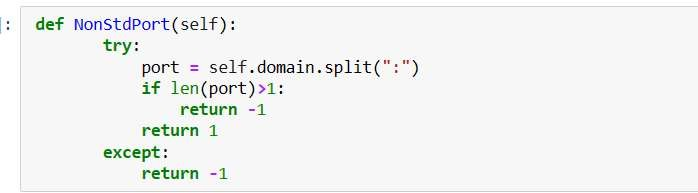 ]: def NonStdPort(self):
try:
port = self.domain.split(":")
if len(port)>1:
return -1
return 1
except:
return -1